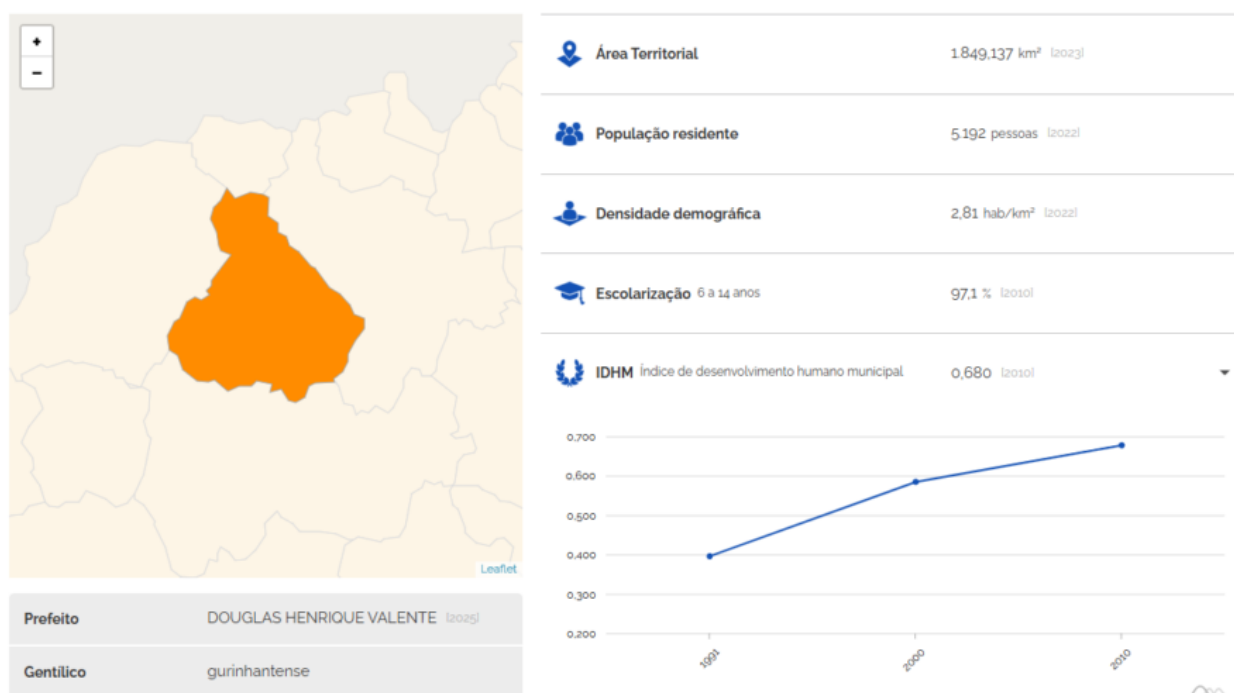 +
−
Leaflet
Prefeito DOUGLAS HENRIQUE VALENTE [2025]
Gentílico gurinhatense
Área Territorial 1.849,137 km² [2023]
População residente 5.192 pessoas [2022]
Densidade demográfica 2,81 hab/km² [2022]
Escolarização 6 a 14 anos 97,1 % [2010]
IDHM Índice de desenvolvimento humano municipal 0,680 [2010]
0,700
0,600
0,500
0,400
0,300
0,200
1991
2000
2010